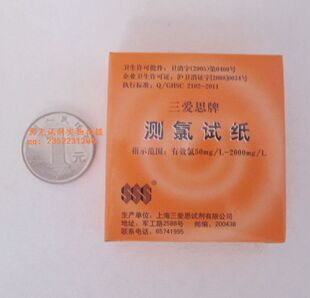 卫生许可批件：卫消字(2005)第0400号
企业卫生许可证：沪卫消证字[2008]0034号
执行标准：Q/GHSC 2102-2011
三爱思牌
测氯试纸
指示范围：有效氯50mg/L-2000mg/L
SSS
生产单位：上海三爱思试剂有限公司
地址：军工路2588号 邮编：200438
联系电话：65741995
1
元